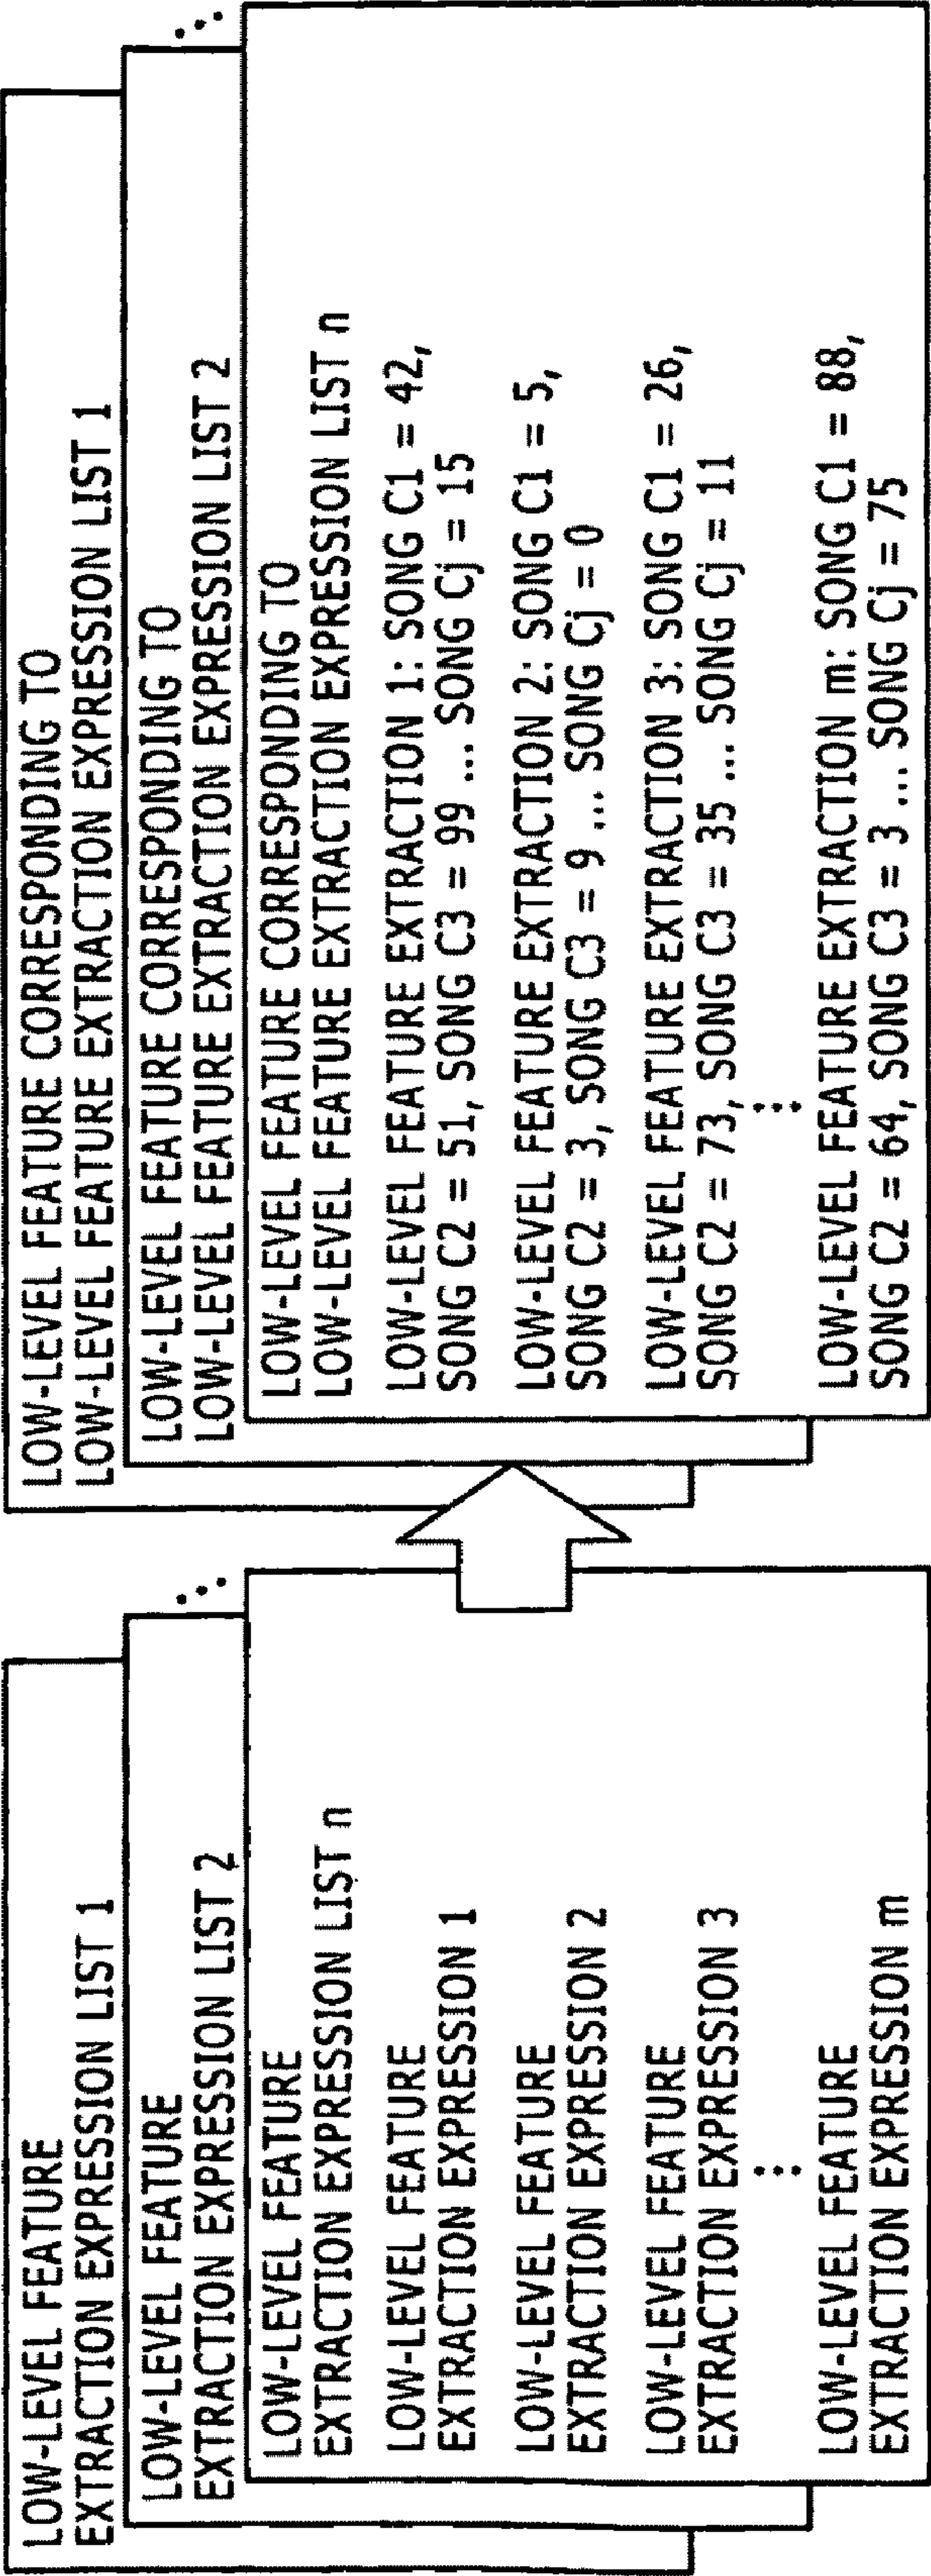 LOW-LEVEL FEATURE
EXTRACTION EXPRESSION LIST 1
LOW-LEVEL FEATURE
EXTRACTION EXPRESSION LIST 2
LOW-LEVEL FEATURE
EXTRACTION EXPRESSION LIST n
LOW-LEVEL FEATURE
EXTRACTION EXPRESSION 1
LOW-LEVEL FEATURE
EXTRACTION EXPRESSION 2
LOW-LEVEL FEATURE
EXTRACTION EXPRESSION 3
LOW-LEVEL FEATURE
EXTRACTION EXPRESSION m
LOW-LEVEL FEATURE CORRESPONDING TO
LOW-LEVEL FEATURE EXTRACTION EXPRESSION LIST 1
LOW-LEVEL FEATURE CORRESPONDING TO
LOW-LEVEL FEATURE EXTRACTION EXPRESSION LIST 2
LOW-LEVEL FEATURE CORRESPONDING TO
LOW-LEVEL FEATURE EXTRACTION EXPRESSION LIST n
LOW-LEVEL FEATURE EXTRACTION 1: SONG C1 = 42,
SONG C2 = 51, SONG C3 = 99 ... SONG Cj = 15
LOW-LEVEL FEATURE EXTRACTION 2: SONG C1 = 5,
SONG C2 = 3, SONG C3 = 9 ... SONG Cj = 0
LOW-LEVEL FEATURE EXTRACTION 3: SONG C1 = 26,
SONG C2 = 73, SONG C3 = 35 ... SONG Cj = 11
LOW-LEVEL FEATURE EXTRACTION m: SONG C1 = 88,
SONG C2 = 64, SONG C3 = 3 ... SONG Cj = 75